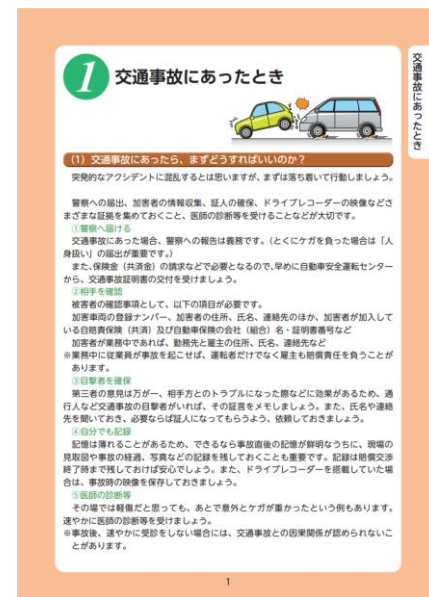 1 交通事故にあったとき
交通事故にあったとき
(1)交通事故にあったら、まずどうすればいいのか?
突発的なアクシデントに混乱するとは思いますが、まずは落ち着いて行動しましょう。
警察への届出、加害者の情報収集、証人の確保、ドライブレコーダーの映像などさ
まざまな証拠を集めておくこと、医師の診断等を受けることなどが大切です。
①警察へ届ける
交通事故にあった場合、警察への報告は義務です。(とくにケガを負った場合は「人
身扱い」の届出が重要です。)
また、保険金(共済金)の請求などで必要となるので、早めに自動車安全運転センター
から、交通事故証明書の交付を受けましょう。
②相手を確認
被害者の確認事項として、以下の項目が必要です。
加害車両の登録ナンバー、加害者の住所、氏名、連絡先のほか、加害者が加入して
いる自賠責保険(共済)及び自動車保険の会社(組合)名・証明書番号など
加害者が業務中であれば、勤務先と雇主の住所、氏名、連絡先など
※業務中に従業員が事故を起こせば、運転者だけでなく雇主も賠償責任を負うことが
あります。
③目撃者を確保
第三者の意見は万が一、相手方とのトラブルになった際などに効果があるため、通
行人など交通事故の目撃者がいれば、その証言をメモしましょう。また、氏名や連絡
先を聞いておき、必要ならば証人になってもらうよう、依頼しておきましょう。
④自分でも記録
記憶は薄れることがあるため、できるなら事故直後の記憶が鮮明なうちに、現場の
見取図や事故の経過、写真などの記録を残しておくことも重要です。記録は賠償交渉
終了時まで残しておけば安心でしょう。また、ドライブレコーダーを搭載していた場
合は、事故時の映像を保存しておきましょう。
⑤医師の診断等
その場では軽傷だと思っても、あとで意外とケガが重かったという例もあります。
速やかに医師の診断等を受けましょう。
※事故後、速やかに受診をしない場合には、交通事故との因果関係が認められないこ
とがあります。
1